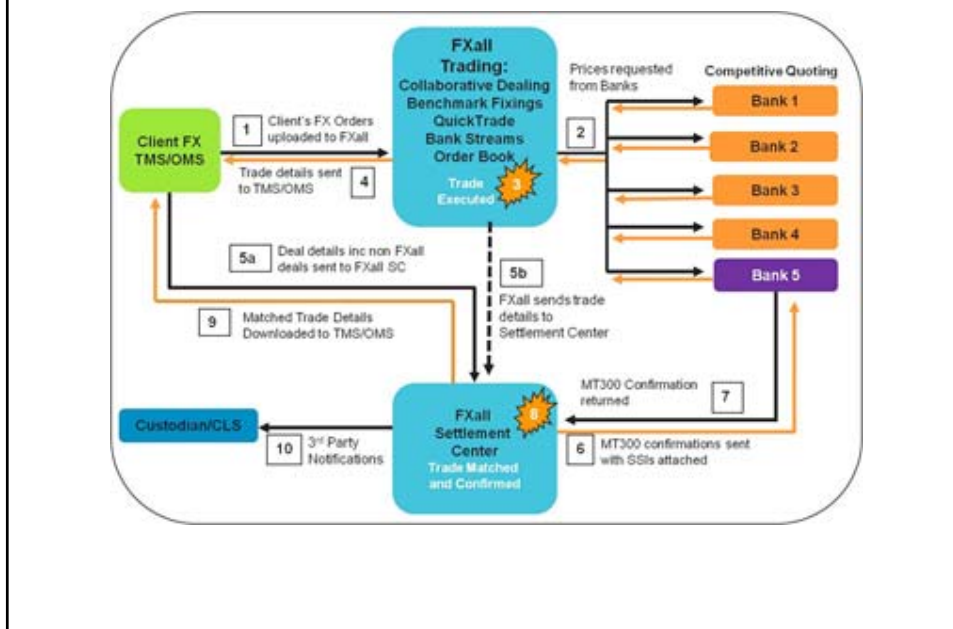 FXall
Trading:
Collaborative Dealing
Benchmark Fixings
QuickTrade
Bank Streams
Order Book
Trade
Executed
3
Client FX
TMS/OMS
1
Client's FX Orders
uploaded to FXall
Trade details sent
to TMS/OMS
4
Prices requested
from Banks
2
Competitive Quoting
Bank 1
Bank 2
Bank 3
Bank 4
Bank 5
5a
Deal details inc non FXall
deals sent to FXall SC
5b
FXall sends trade
details to
Settlement Center
9
Matched Trade Details
Downloaded to TMS/OMS
MT300 Confirmation
returned
7
Custodian/CLS
10
3rd Party
Notifications
FXall
Settlement
Center
Trade Matched
and Confirmed
8
6
MT300 confirmations sent
with SSIs attached